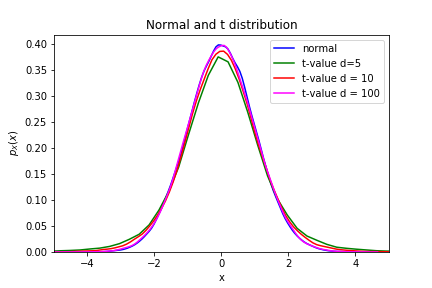 Normal and t distribution
0.40
0.35
0.30
0.25
0.20
0.15
0.10
0.05
0.00
pₓ(x)
normal
t-value d=5
t-value d = 10
t-value d = 100
−4
−2
0
2
4
x